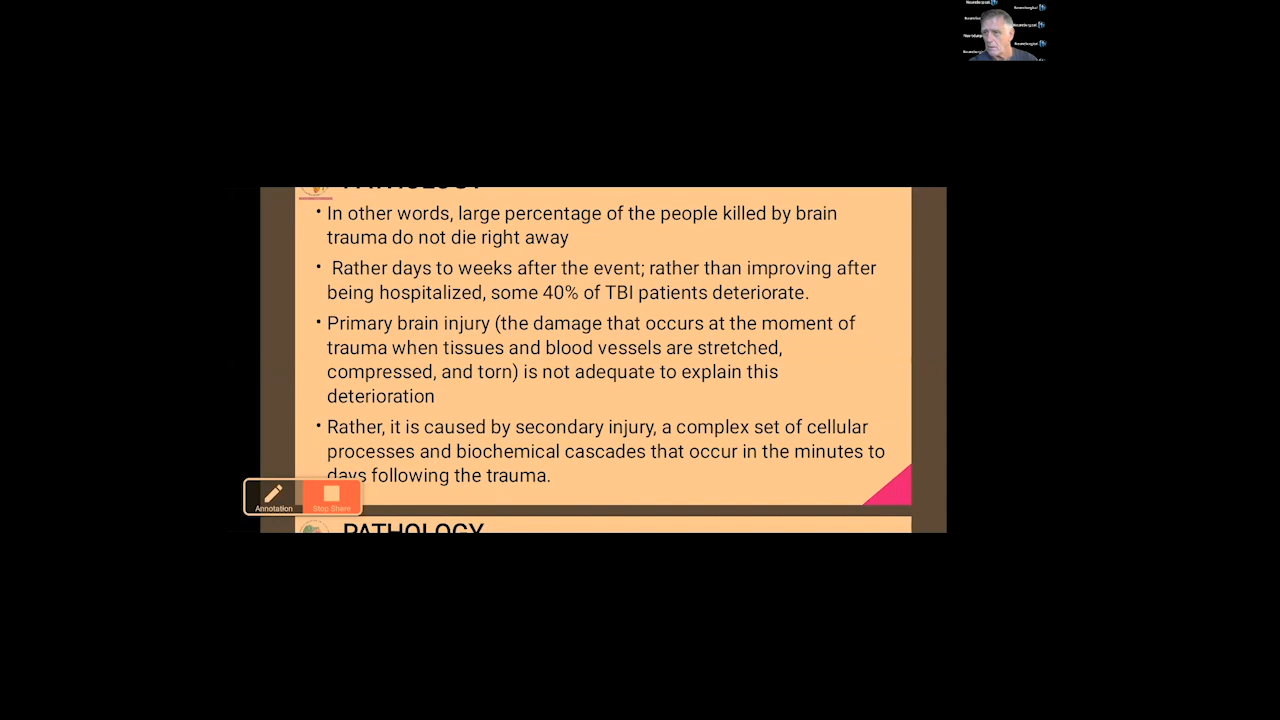 PATHOLOGY
• In other words, large percentage of the people killed by brain
trauma do not die right away
• Rather days to weeks after the event; rather than improving after
being hospitalized, some 40% of TBI patients deteriorate.
• Primary brain injury (the damage that occurs at the moment of
trauma when tissues and blood vessels are stretched,
compressed, and torn) is not adequate to explain this
deterioration
• Rather, it is caused by secondary injury, a complex set of cellular
processes and biochemical cascades that occur in the minutes to
days following the trauma.
Annotation
Stop Share
PATHOLOGY